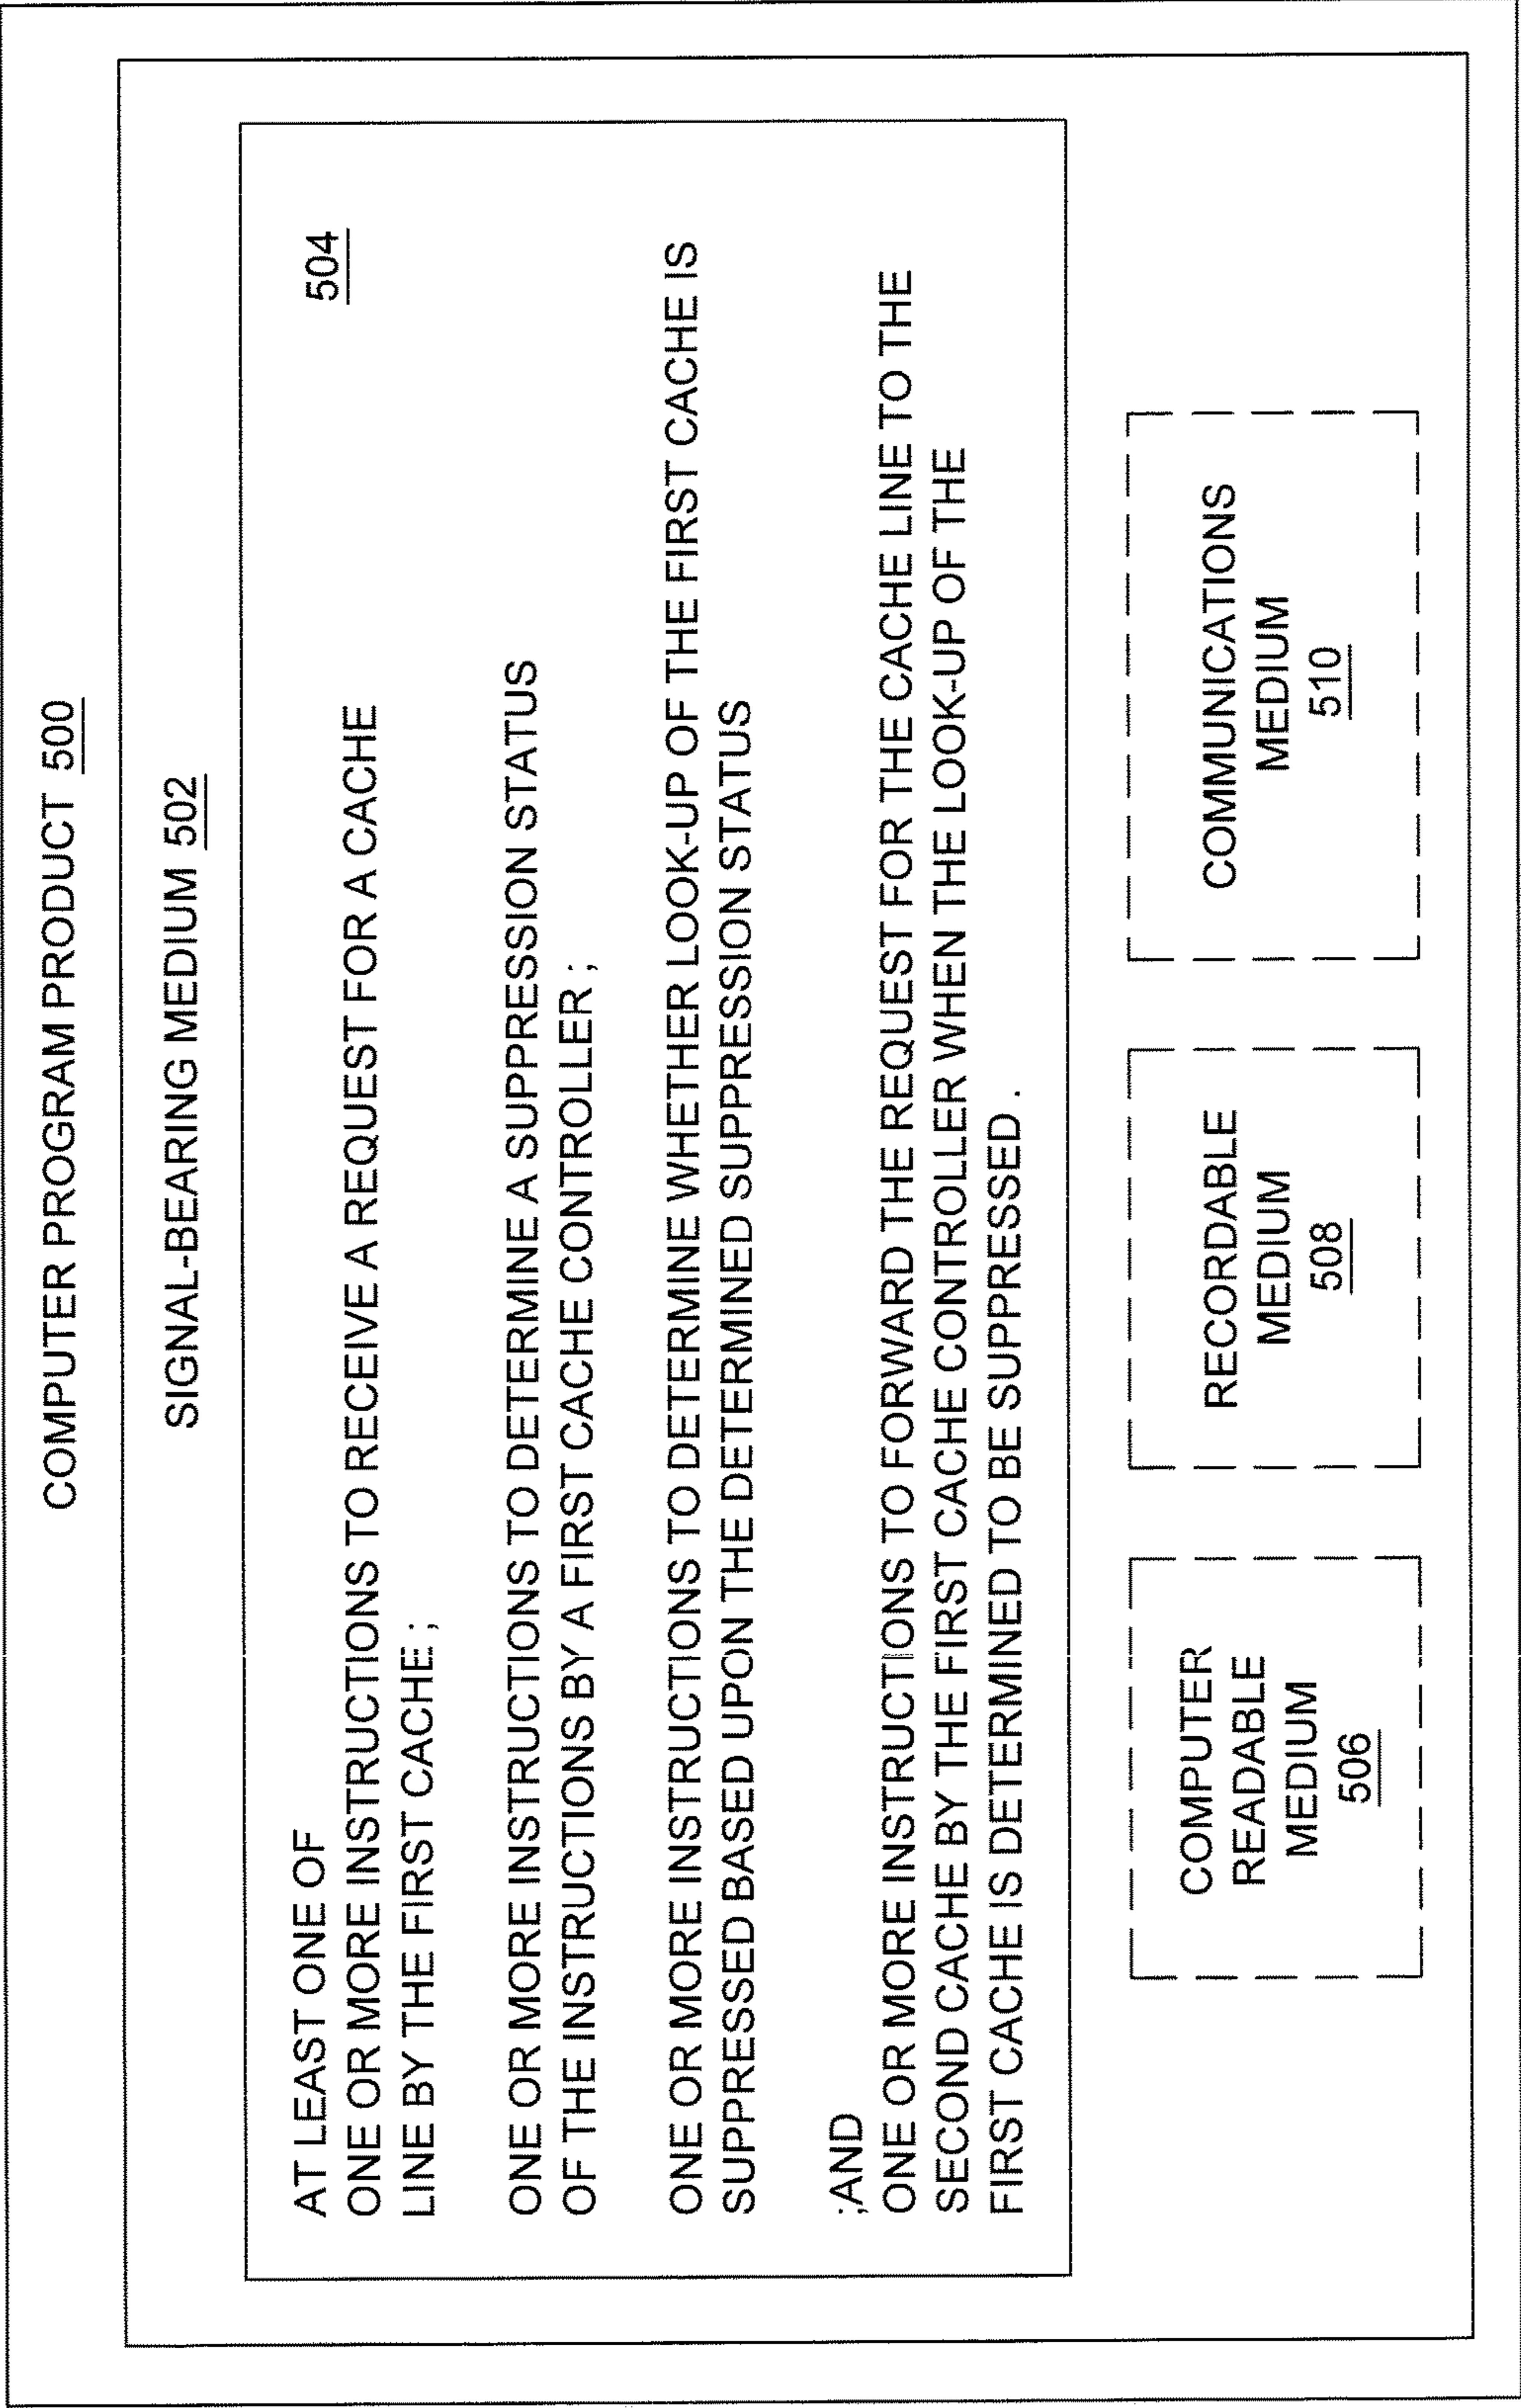 COMPUTER PROGRAM PRODUCT 500
SIGNAL-BEARING MEDIUM 502
504
AT LEAST ONE OF
ONE OR MORE INSTRUCTIONS TO RECEIVE A REQUEST FOR A CACHE
LINE BY THE FIRST CACHE ;
ONE OR MORE INSTRUCTIONS TO DETERMINE A SUPPRESSION STATUS
OF THE INSTRUCTIONS BY A FIRST CACHE CONTROLLER ;
ONE OR MORE INSTRUCTIONS TO DETERMINE WHETHER LOOK-UP OF THE FIRST CACHE IS
SUPPRESSED BASED UPON THE DETERMINED SUPPRESSION STATUS
;AND
ONE OR MORE INSTRUCTIONS TO FORWARD THE REQUEST FOR THE CACHE LINE TO THE
SECOND CACHE BY THE FIRST CACHE CONTROLLER WHEN THE LOOK-UP OF THE
FIRST CACHE IS DETERMINED TO BE SUPPRESSED .
COMPUTER
READABLE
MEDIUM
506
RECORDABLE
MEDIUM
508
COMMUNICATIONS
MEDIUM
510